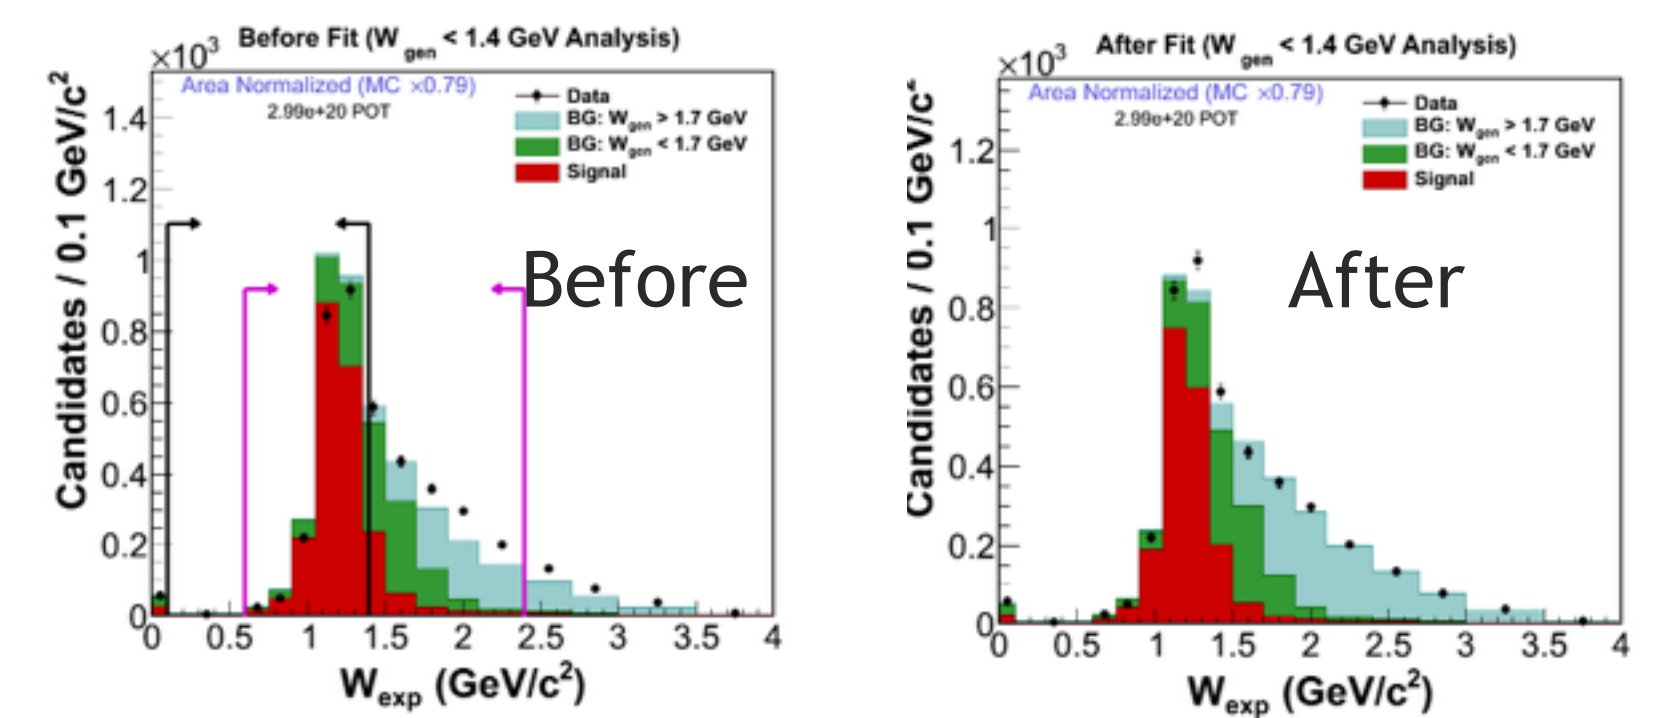 Before Fit (W gen < 1.4 GeV Analysis)
×10³
Area Normalized (MC ×0.79)
2.99e+20 POT
Data
BG: Wgen > 1.7 GeV
BG: Wgen < 1.7 GeV
Signal
Before
Candidates / 0.1 GeV/c²
1.4
1.2
1
0.8
0.6
0.4
0.2
0
0 0.5 1 1.5 2 2.5 3 3.5 4
Wexp (GeV/c²)
After Fit (W gen < 1.4 GeV Analysis)
×10³
Area Normalized (MC ×0.79)
2.99e+20 POT
Data
BG: Wgen > 1.7 GeV
BG: Wgen < 1.7 GeV
Signal
After
Candidates / 0.1 GeV/c²
1.2
1
0.8
0.6
0.4
0.2
0
0 0.5 1 1.5 2 2.5 3 3.5 4
Wexp (GeV/c²)